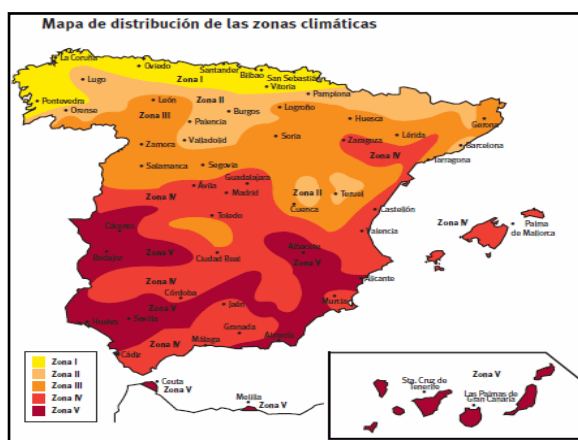 Mapa de distribución de las zonas climáticas
La Coruña
Oviedo
Santander
Bilbao
San Sebastián
Lugo
Zona I
Vitoria
Pamplona
Pontevedra
Orense
León
Zona II
Burgos
Logroño
Huesca
Gerona
Zona III
Palencia
Valladolid
Soria
Zaragoza
Lérida
Barcelona
Zamora
Zona IV
Tarragona
Salamanca
Segovia
Guadalajara
Ávila
Madrid
Zona IV
Zona II
Teruel
Cuenca
Castellón
Toledo
Zona IV
Palma
de Mallorca
Cáceres
Valencia
Badajoz
Zona V
Ciudad Real
Albacete
Zona V
Zona IV
Alicante
Córdoba
Murcia
Zona V
Jaén
Huelva
Sevilla
Granada
Almería
Zona IV
Málaga
Cádiz
Zona I
Zona II
Zona III
Zona IV
Zona V
Ceuta
Zona V
Melilla
Zona V
Sta. Cruz de
Tenerife
Zona V
Las Palmas de
Gran Canaria